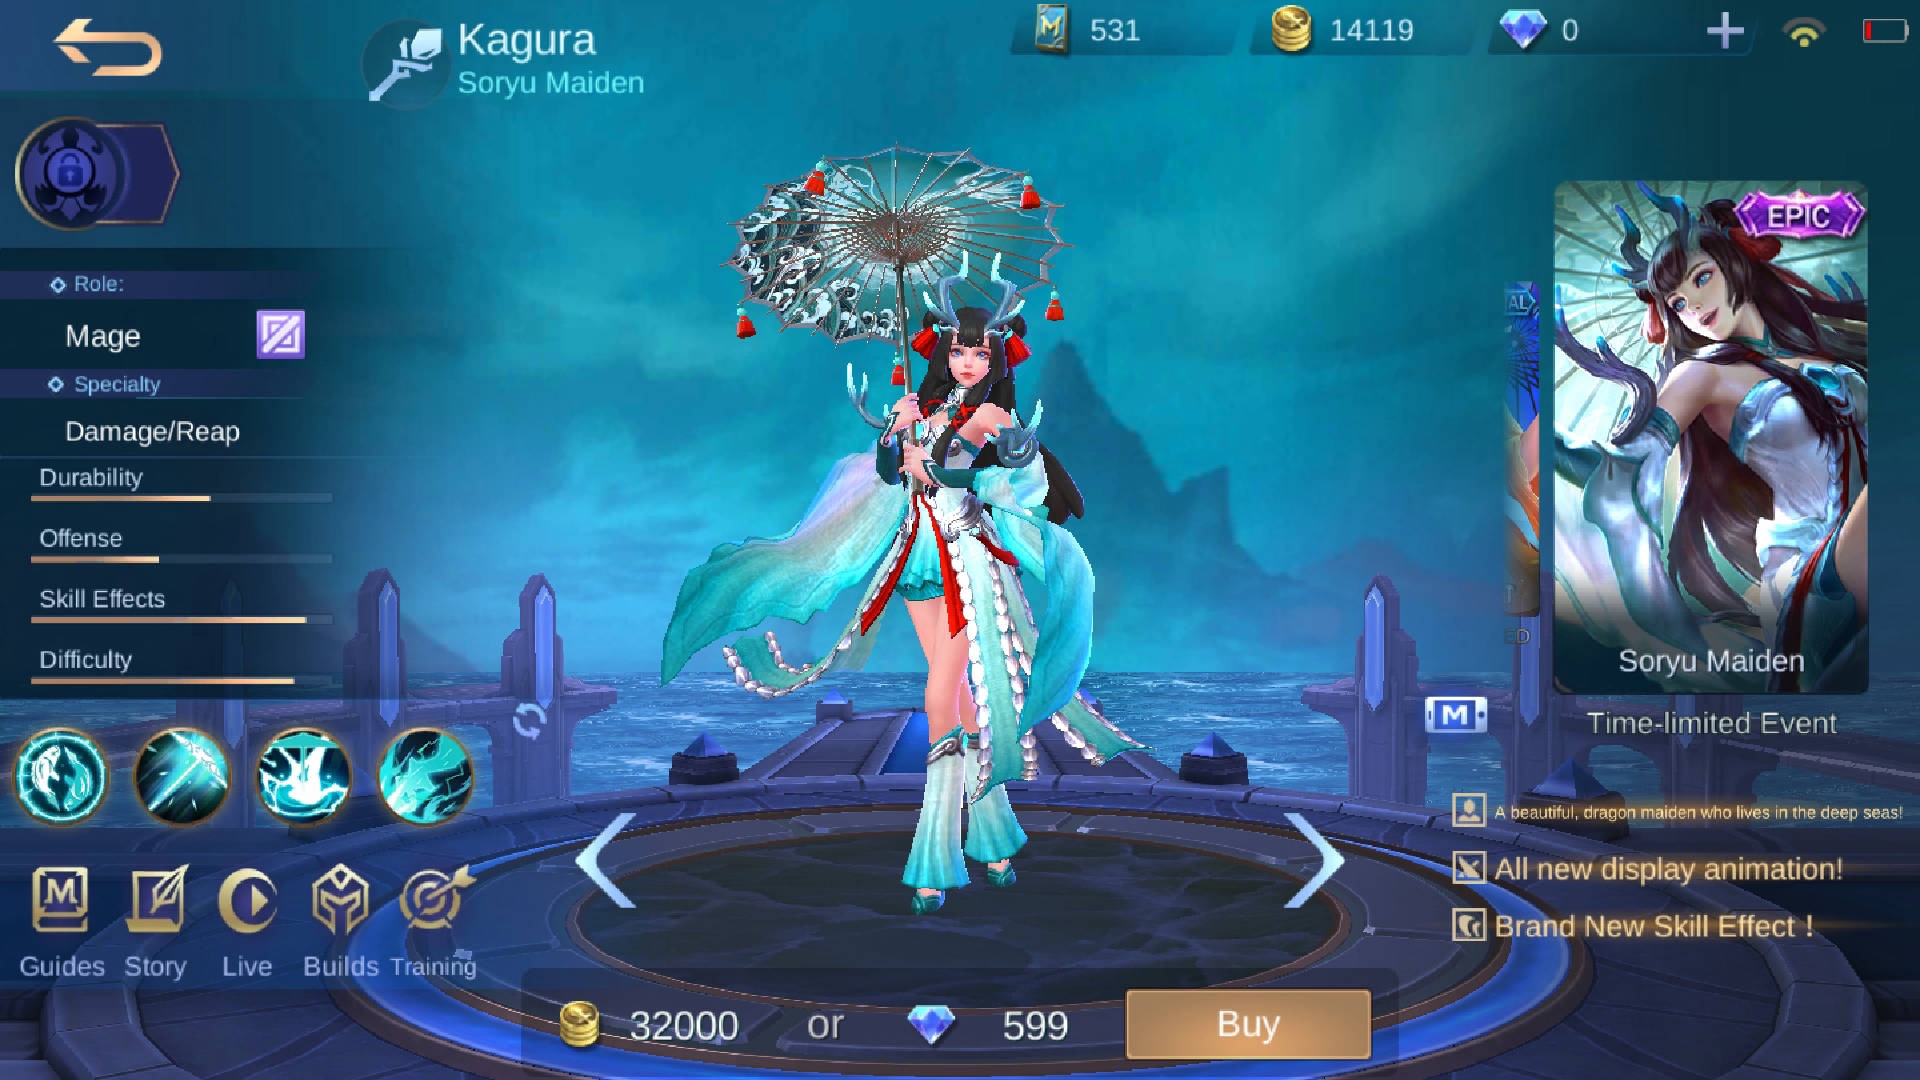 Kagura
Soryu Maiden
531
14119
0
Role:
Mage
Specialty
Damage/Reap
Durability
Offense
Skill Effects
Difficulty
EPIC
AL
Soryu Maiden
ED
M
Time-limited Event
A beautiful, dragon maiden who lives in the deep seas!
All new display animation!
Brand New Skill Effect !
Guides
Story
Live
Builds
Training
32000 or 599
Buy